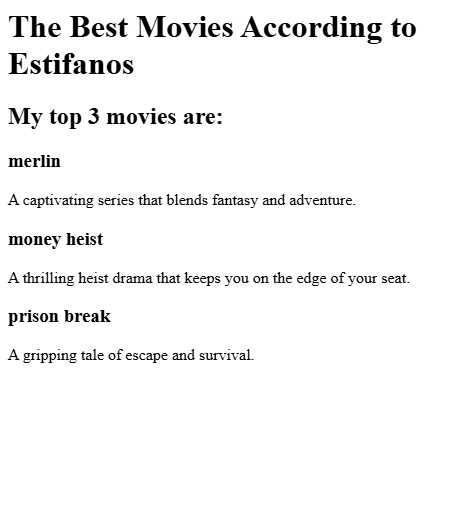 The Best Movies According to
Estifanos
My top 3 movies are:
merlin
A captivating series that blends fantasy and adventure.
money heist
A thrilling heist drama that keeps you on the edge of your seat.
prison break
A gripping tale of escape and survival.